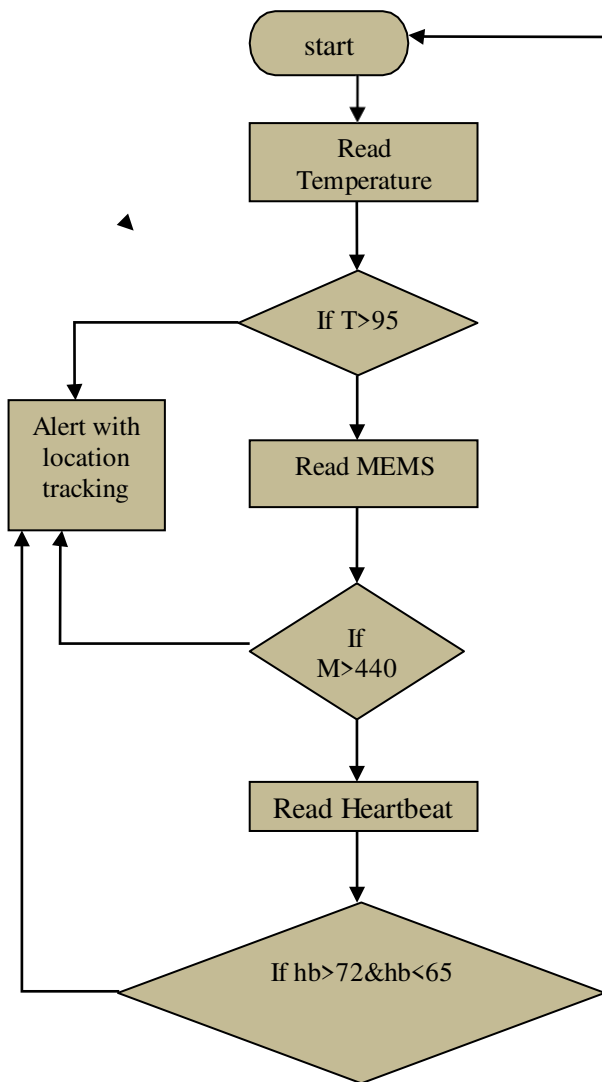 start
Read
Temperature
If T>95
Alert with
location
tracking
Read MEMS
If
M>440
Read Heartbeat
If hb>72&hb<65